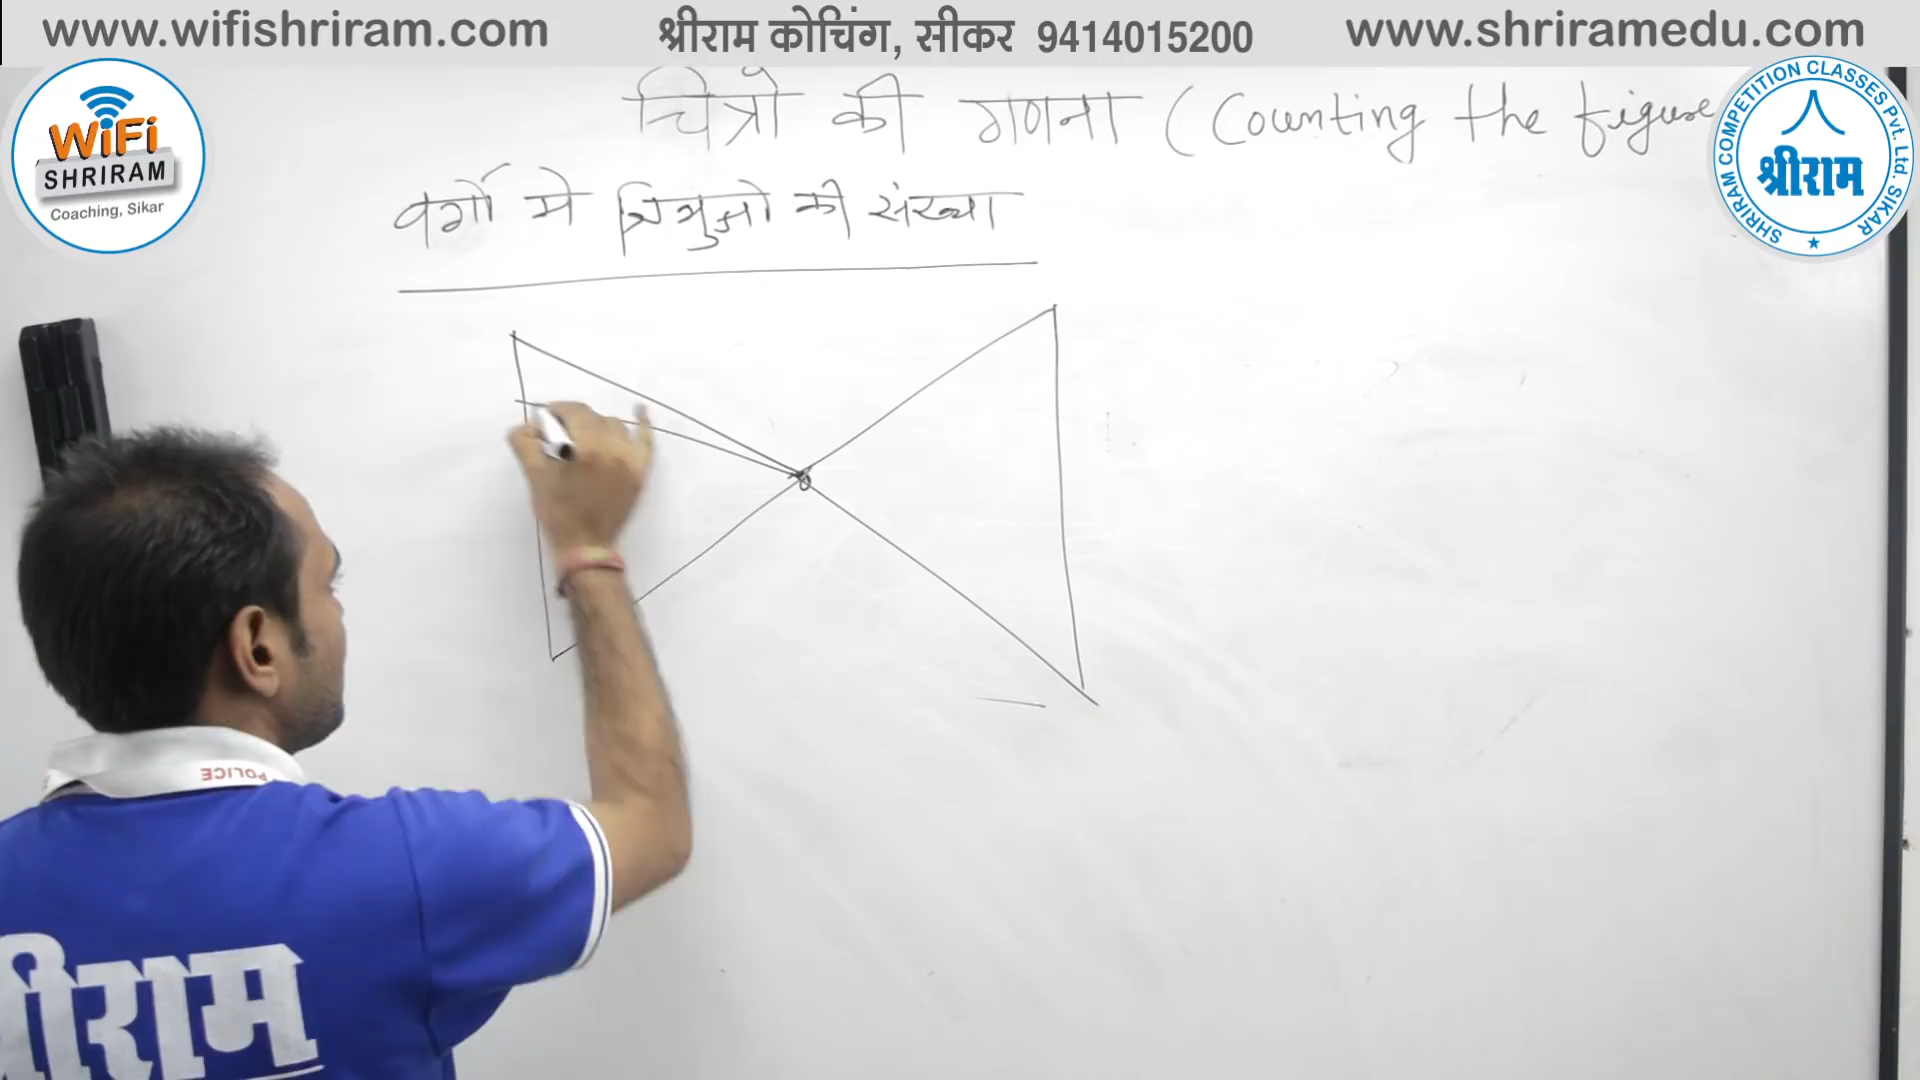 www.wifishriram.com
श्रीराम कोचिंग, सीकर 9414015200
www.shriramedu.com
WiFi
SHRIRAM
Coaching, Sikar
SHRIRAM COMPETITION CLASSES Pvt. Ltd. SIKAR
श्रीराम
चित्रो की गणना (Counting the figure
वर्गो मे त्रिभुजो की संख्या
POLICE
श्रीराम